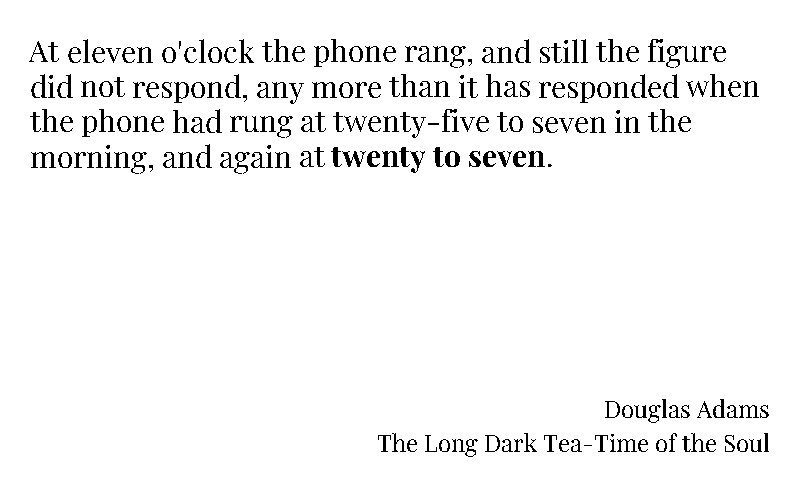 At eleven o'clock the phone rang, and still the figure
did not respond, any more than it has responded when
the phone had rung at twenty-five to seven in the
morning, and again at twenty to seven.
Douglas Adams
The Long Dark Tea-Time of the Soul